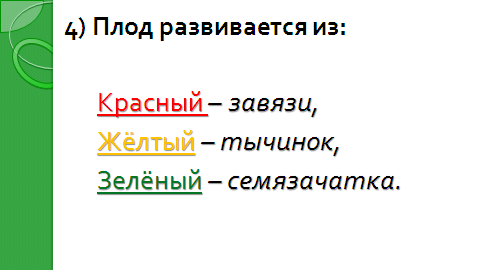 4) Плод развивается из:
Красный – завязи,
Жёлтый – тычинок,
Зелёный – семязачатка.